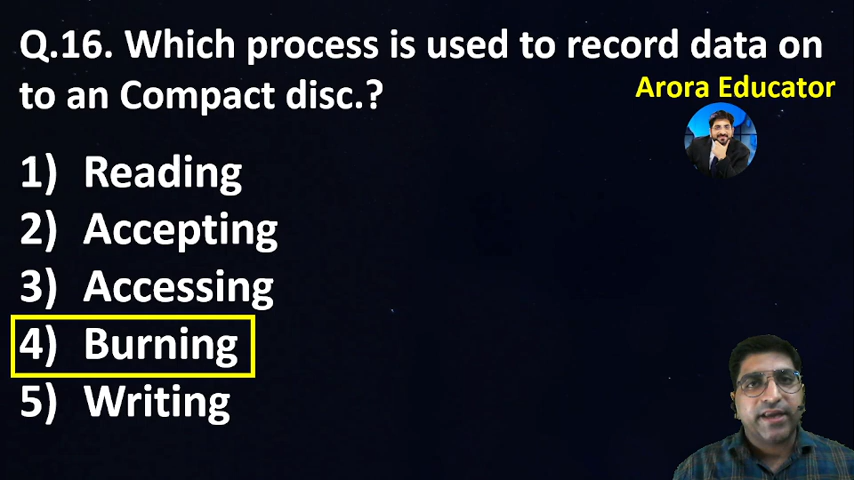 Q.16. Which process is used to record data on
to an Compact disc.?
Arora Educator
1) Reading
2) Accepting
3) Accessing
4) Burning
5) Writing